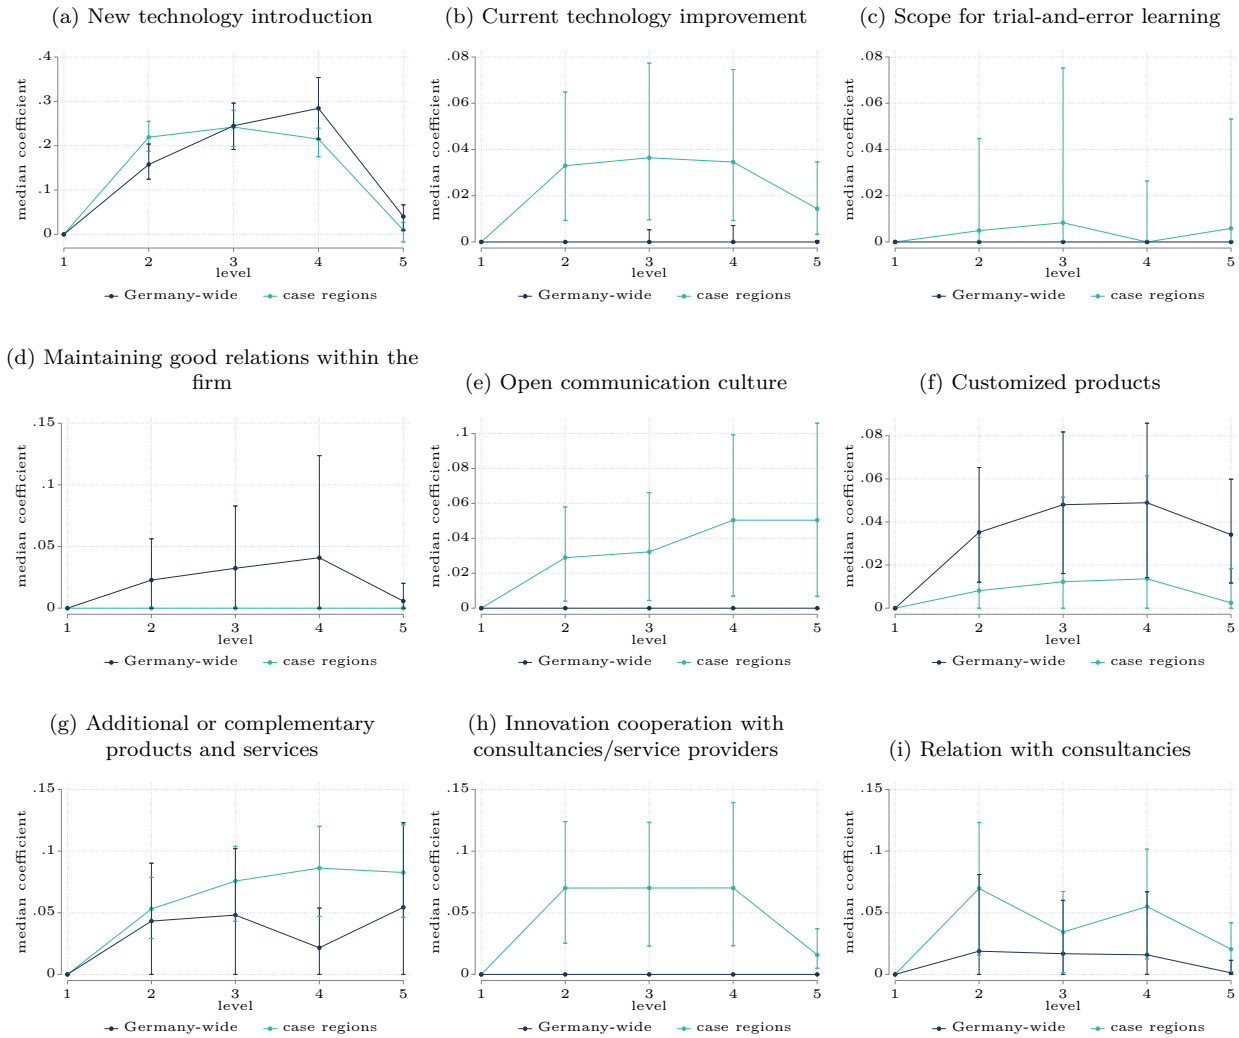 (a) New technology introduction
median coefficient
.4
.3
.2
.1
0
1 2 3 4 5
level
Germany-wide case regions
(b) Current technology improvement
median coefficient
.08
.06
.04
.02
0
1 2 3 4 5
level
Germany-wide case regions
(c) Scope for trial-and-error learning
median coefficient
.08
.06
.04
.02
0
1 2 3 4 5
level
Germany-wide case regions
(d) Maintaining good relations within the
firm
median coefficient
.15
.1
.05
0
1 2 3 4 5
level
Germany-wide case regions
(e) Open communication culture
median coefficient
.1
.08
.06
.04
.02
0
1 2 3 4 5
level
Germany-wide case regions
(f) Customized products
median coefficient
.08
.06
.04
.02
0
1 2 3 4 5
level
Germany-wide case regions
(g) Additional or complementary
products and services
median coefficient
.15
.1
.05
0
1 2 3 4 5
level
Germany-wide case regions
(h) Innovation cooperation with
consultancies/service providers
median coefficient
.15
.1
.05
0
1 2 3 4 5
level
Germany-wide case regions
(i) Relation with consultancies
median coefficient
.15
.1
.05
0
1 2 3 4 5
level
Germany-wide case regions